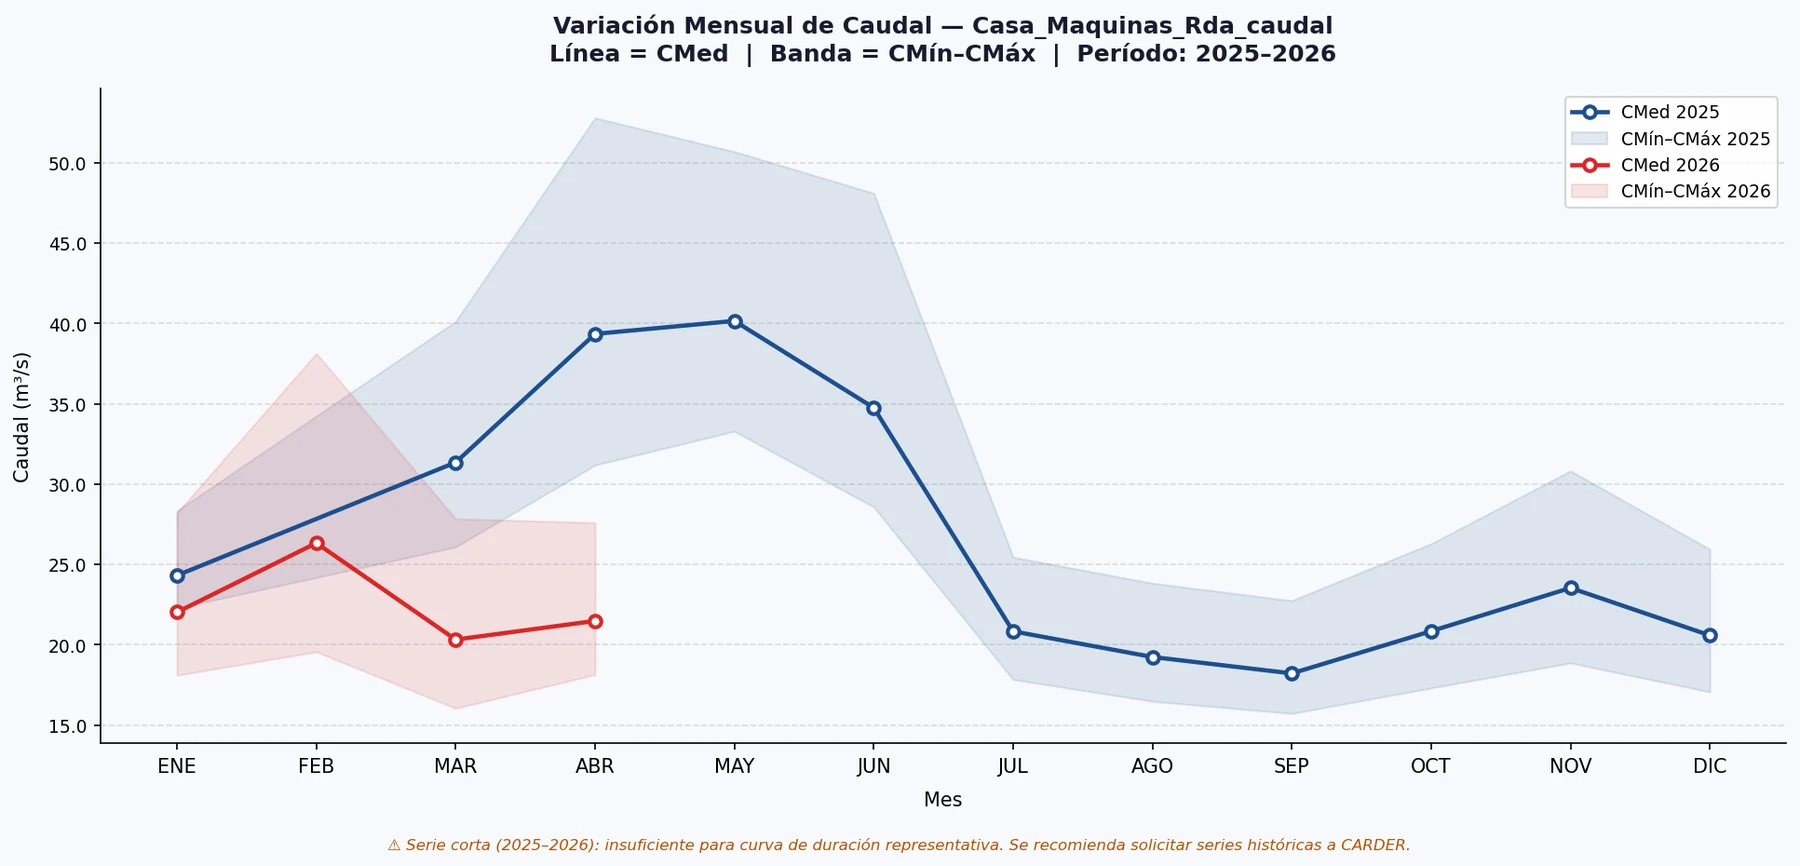 Variación Mensual de Caudal — Casa_Maquinas_Rda_caudal
Línea = CMed | Banda = CMín–CMáx | Período: 2025–2026
CMed 2025
CMín–CMáx 2025
CMed 2026
CMín–CMáx 2026
Caudal (m³/s)
50.0
45.0
40.0
35.0
30.0
25.0
20.0
15.0
ENE FEB MAR ABR MAY JUN JUL AGO SEP OCT NOV DIC
Mes
⚠ Serie corta (2025–2026): insuficiente para curva de duración representativa. Se recomienda solicitar series históricas a CARDER.